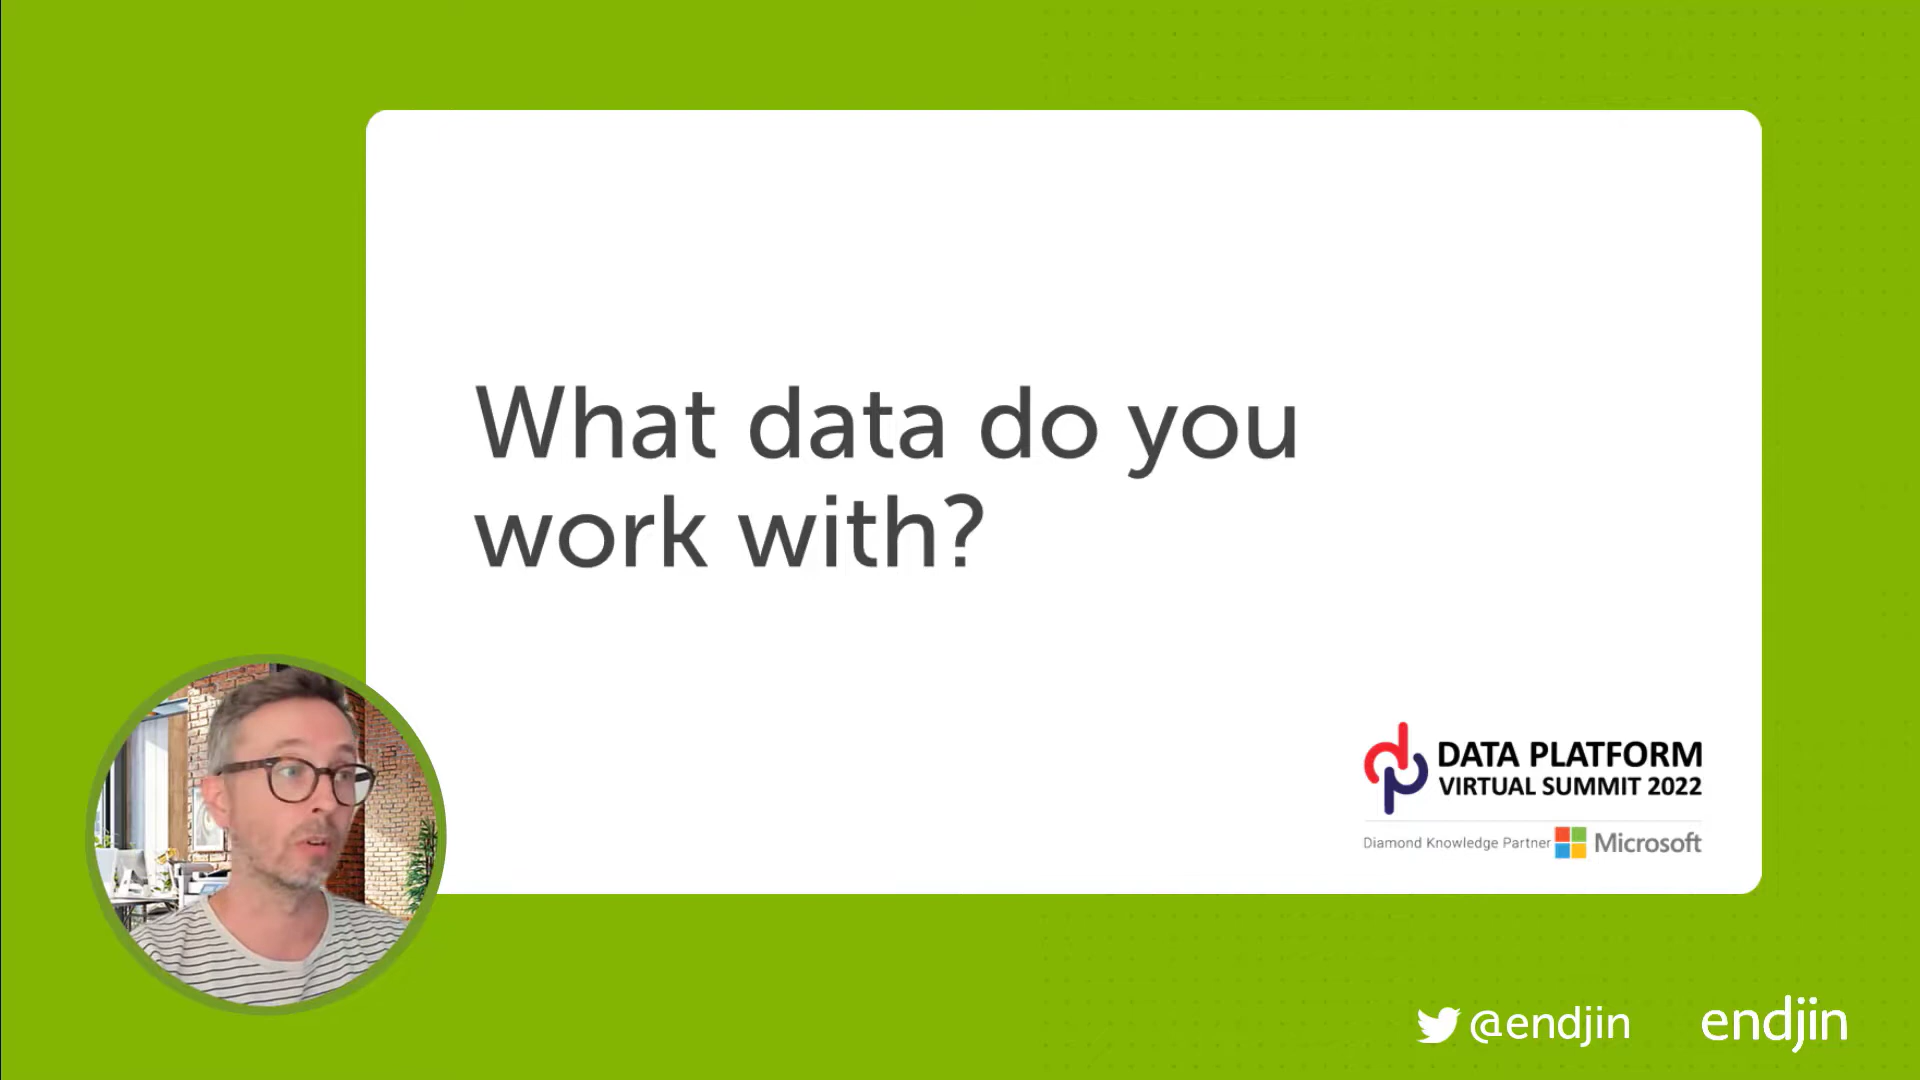 What data do you
work with?
DATA PLATFORM
VIRTUAL SUMMIT 2022
Diamond Knowledge Partner Microsoft
@endjin endjin